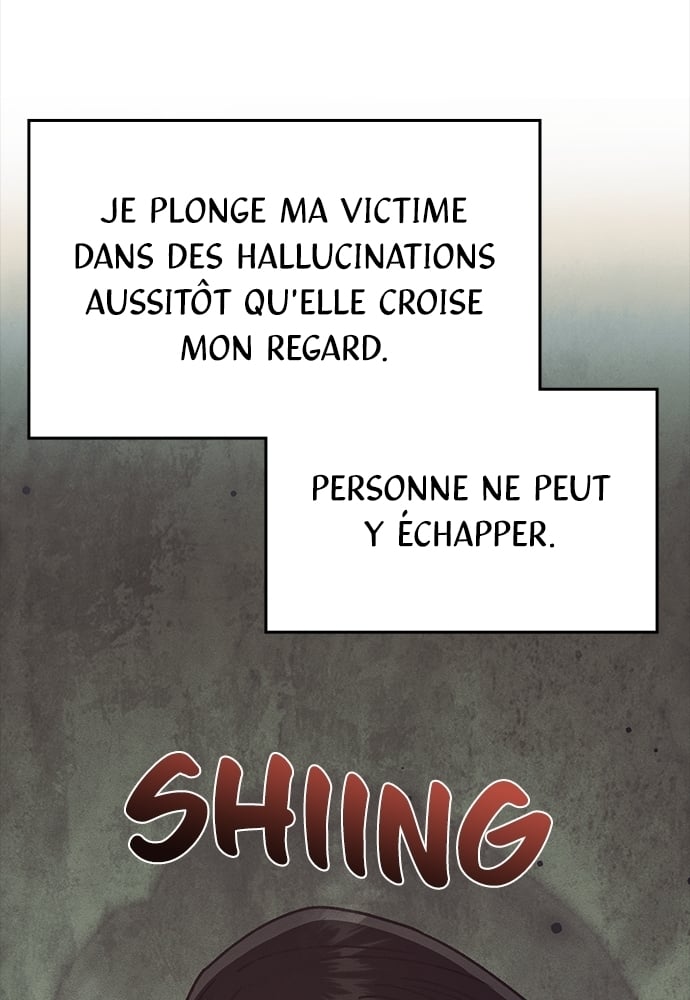 JE PLONGE MA VICTIME
DANS DES HALLUCINATIONS
AUSSITÔT QU'ELLE CROISE
MON REGARD.
PERSONNE NE PEUT
Y ÉCHAPPER.
SHIING